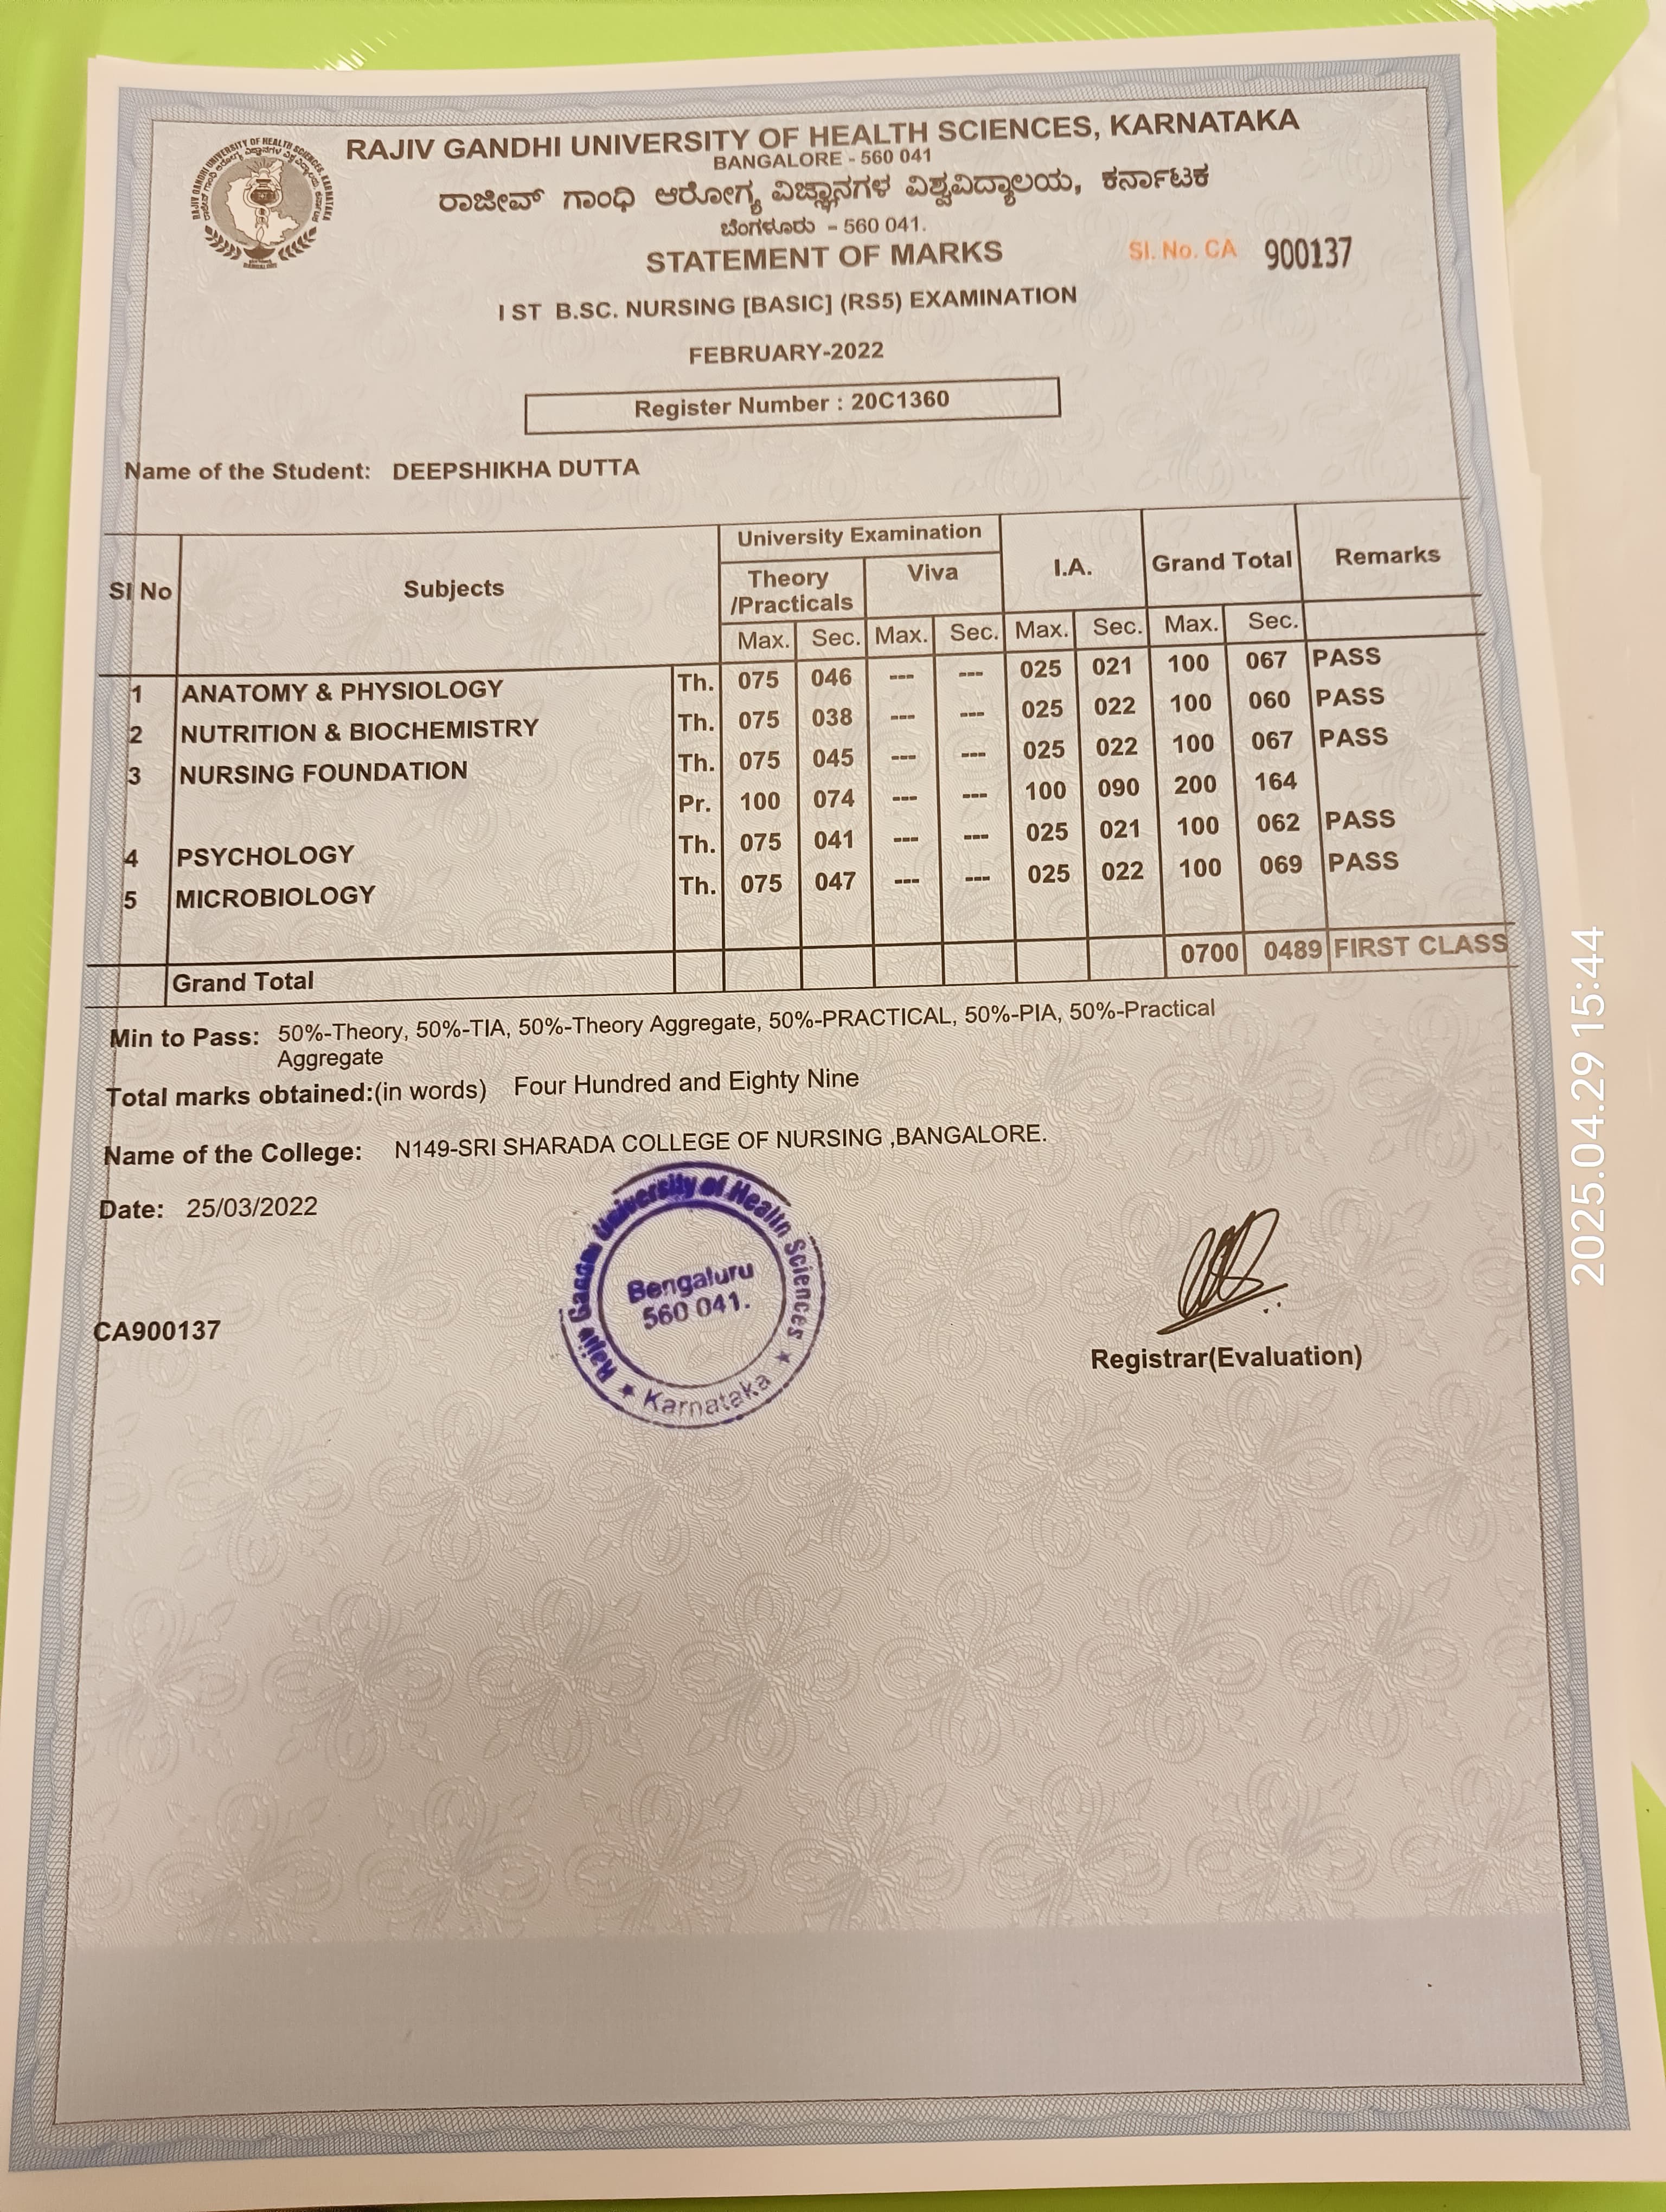 RAJIV GANDHI UNIVERSITY OF HEALTH SCIENCES, KARNATAKA
BANGALORE - 560 041
ರಾಜೀವ್ ಗಾಂಧಿ ಆರೋಗ್ಯ ವಿಜ್ಞಾನಗಳ ವಿಶ್ವವಿದ್ಯಾಲಯ, ಕರ್ನಾಟಕ
ಬೆಂಗಳೂರು - 560 041.
STATEMENT OF MARKS
Sl. No. CA 900137
I ST B.SC. NURSING [BASIC] (RS5) EXAMINATION
FEBRUARY-2022
Register Number : 20C1360
Name of the Student: DEEPSHIKHA DUTTA
Sl No Subjects University Examination I.A. Grand Total Remarks
Theory /Practicals Viva
Max. Sec. Max. Sec. Max. Sec. Max. Sec.
1 ANATOMY & PHYSIOLOGY Th. 075 046 --- --- 025 021 100 067 PASS
2 NUTRITION & BIOCHEMISTRY Th. 075 038 --- --- 025 022 100 060 PASS
3 NURSING FOUNDATION Th. 075 045 --- --- 025 022 100 067 PASS
Pr. 100 074 --- --- 100 090 200 164
4 PSYCHOLOGY Th. 075 041 --- --- 025 021 100 062 PASS
5 MICROBIOLOGY Th. 075 047 --- --- 025 022 100 069 PASS
Grand Total 0700 0489 FIRST CLASS
Min to Pass: 50%-Theory, 50%-TIA, 50%-Theory Aggregate, 50%-PRACTICAL, 50%-PIA, 50%-Practical
Aggregate
Total marks obtained:(in words) Four Hundred and Eighty Nine
Name of the College: N149-SRI SHARADA COLLEGE OF NURSING ,BANGALORE.
Date: 25/03/2022
Rajiv Gandhi University of Health Sciences ★ Karnataka ★
Bengaluru
560 041.
CA900137
Registrar(Evaluation)
2025.04.29 15:44